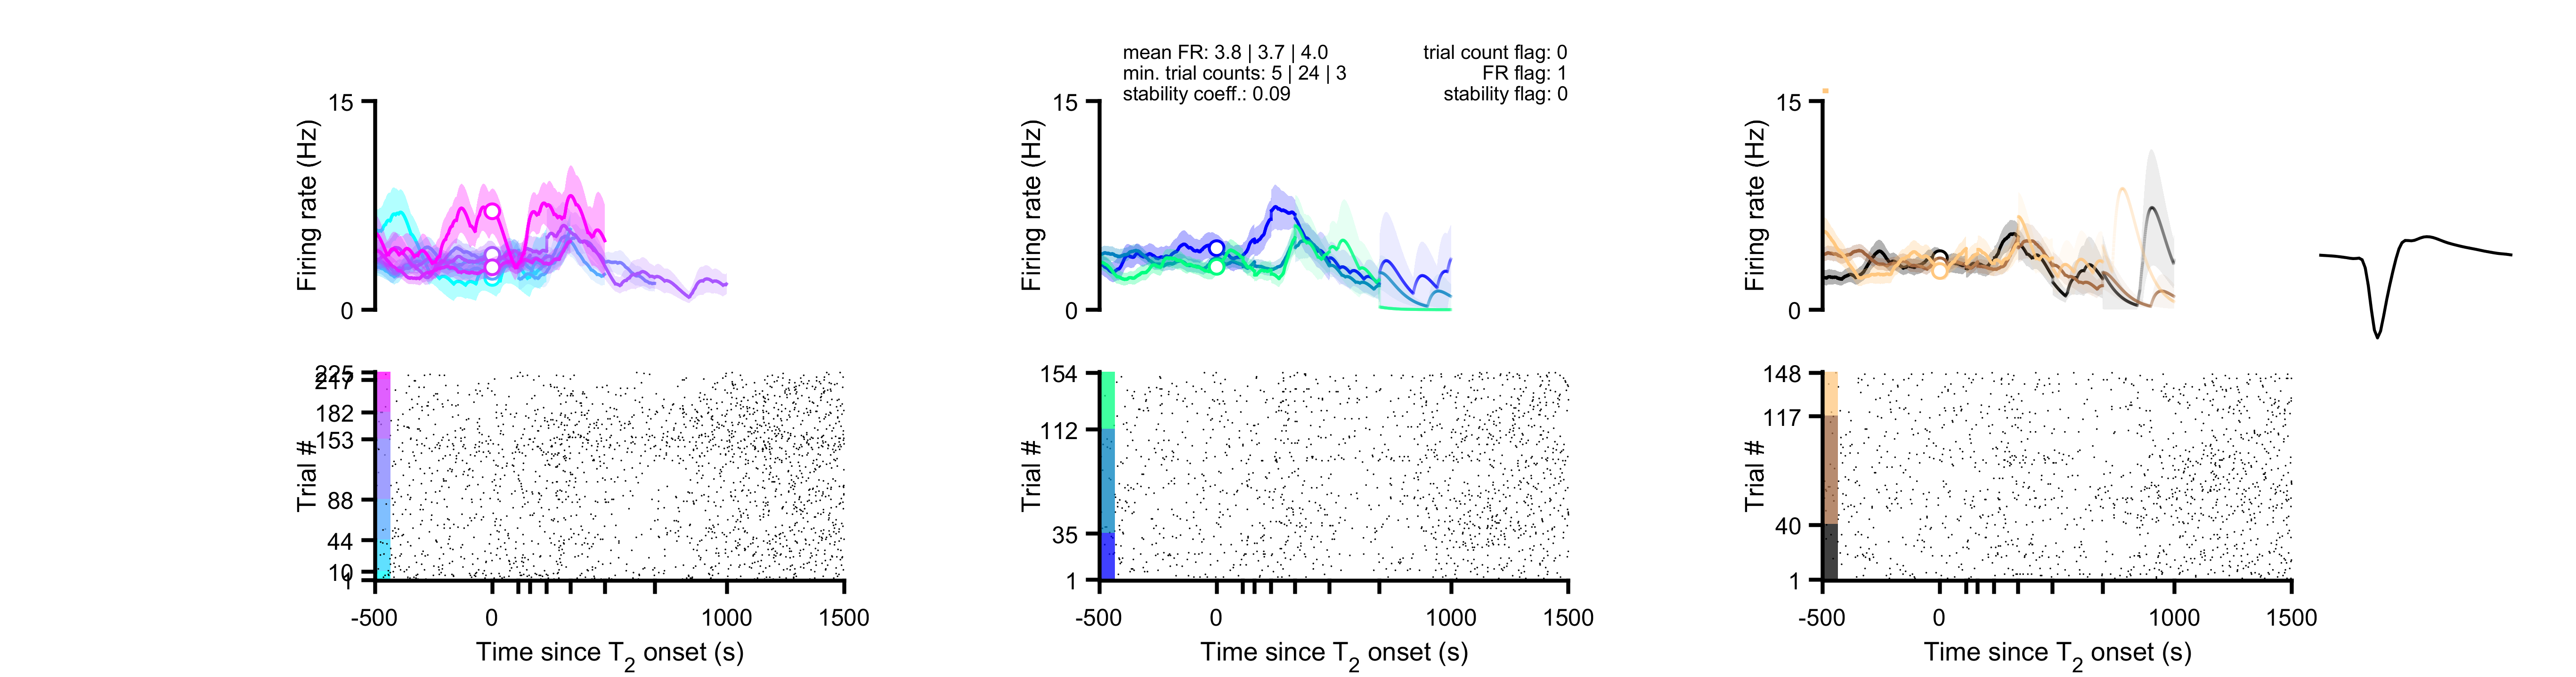 mean FR: 3.8 | 3.7 | 4.0
min. trial counts: 5 | 24 | 3
stability coeff.: 0.09
trial count flag: 0
FR flag: 1
stability flag: 0
15
Firing rate (Hz)
0
15
Firing rate (Hz)
0
15
Firing rate (Hz)
0
225
217
182
153
88
44
10
1
Trial #
-500 0 1000 1500
Time since T2 onset (s)
154
112
35
1
Trial #
-500 0 1000 1500
Time since T2 onset (s)
148
117
40
1
Trial #
-500 0 1000 1500
Time since T2 onset (s)